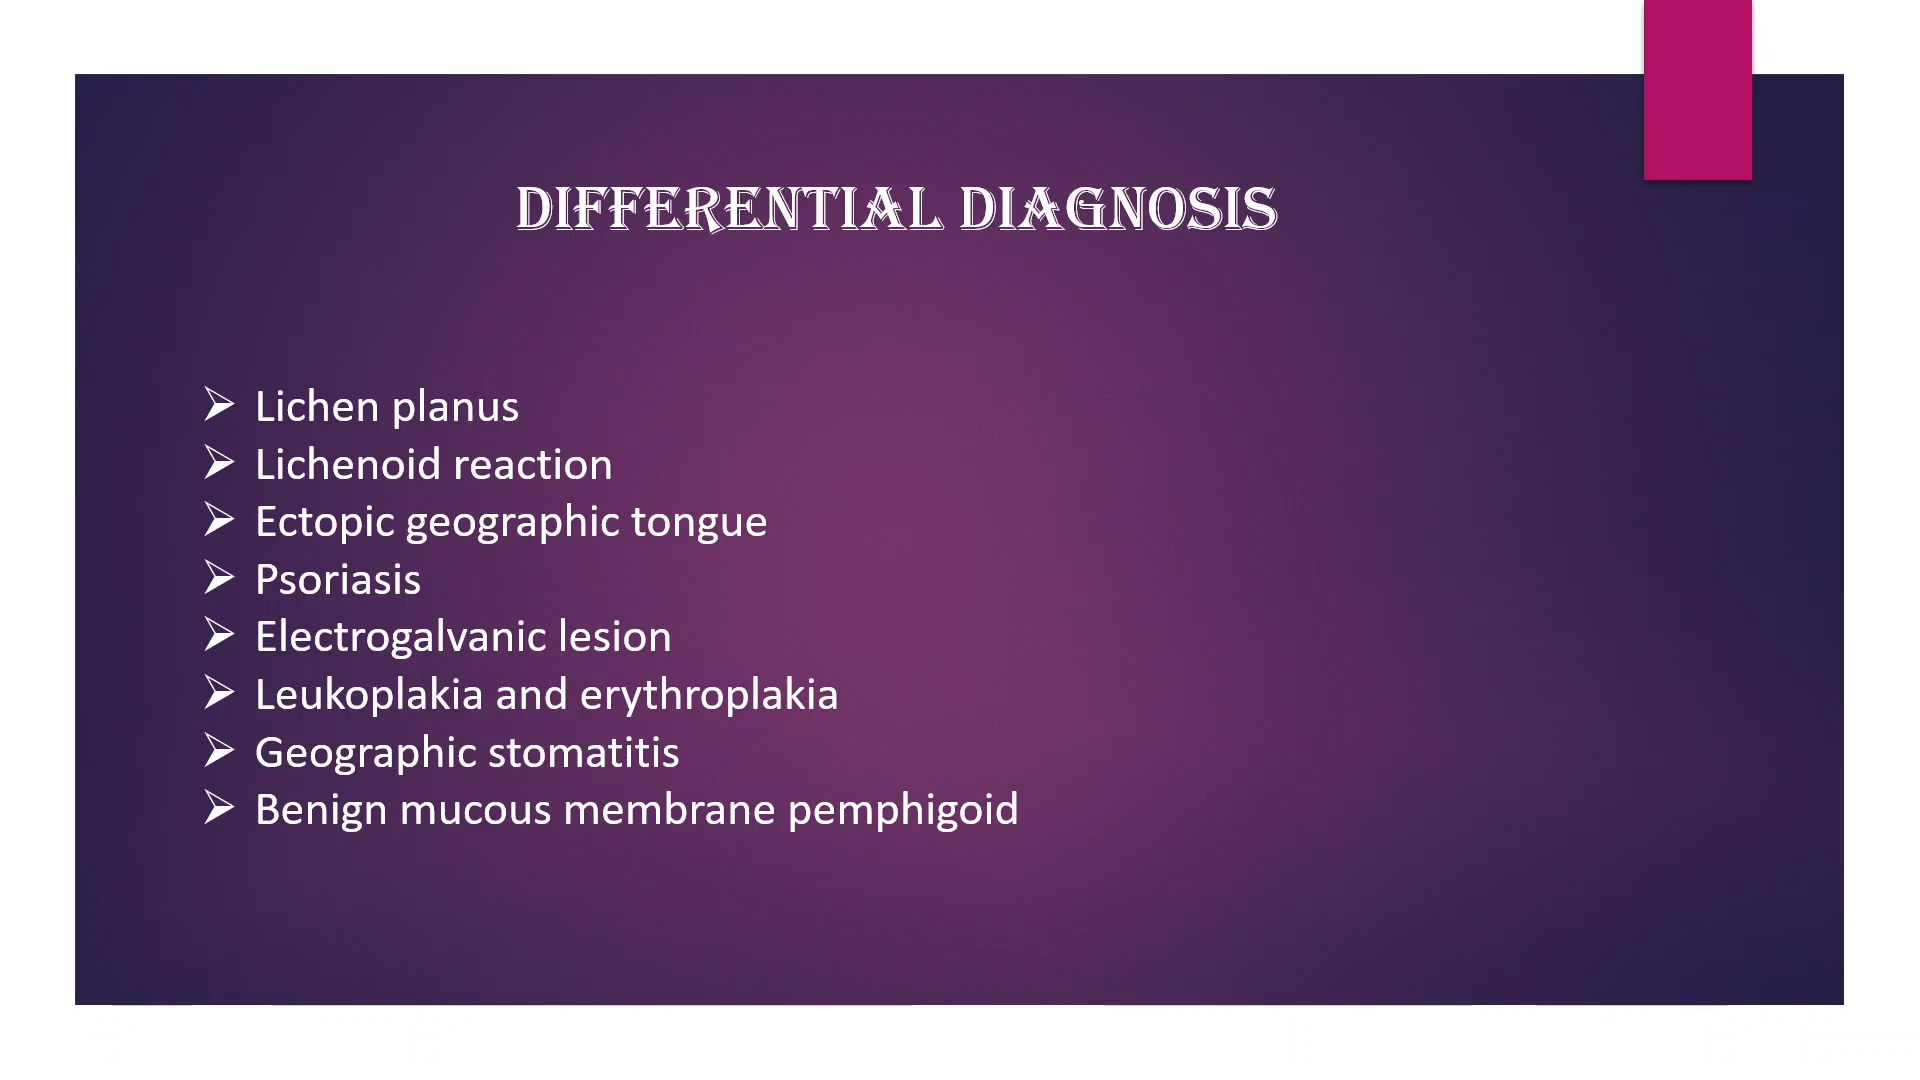 DIFFERENTIAL DIAGNOSIS
➢ Lichen planus
➢ Lichenoid reaction
➢ Ectopic geographic tongue
➢ Psoriasis
➢ Electrogalvanic lesion
➢ Leukoplakia and erythroplakia
➢ Geographic stomatitis
➢ Benign mucous membrane pemphigoid